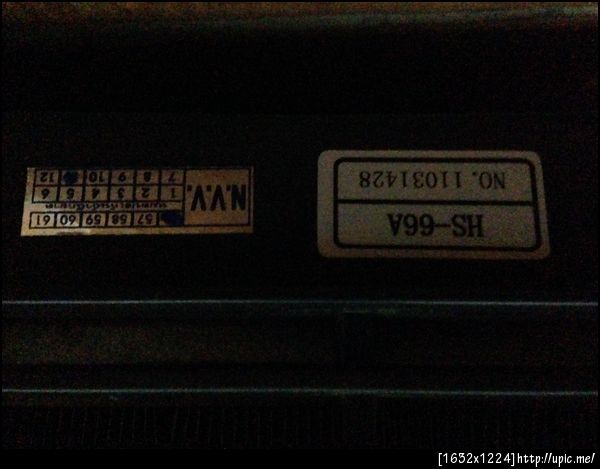 HS-66A
NO. 11031428
N.V.V.
57 58 59 60 61
1 2 3 4 5 6
7 8 9 10 12
[1652x1224]http://upic.me/